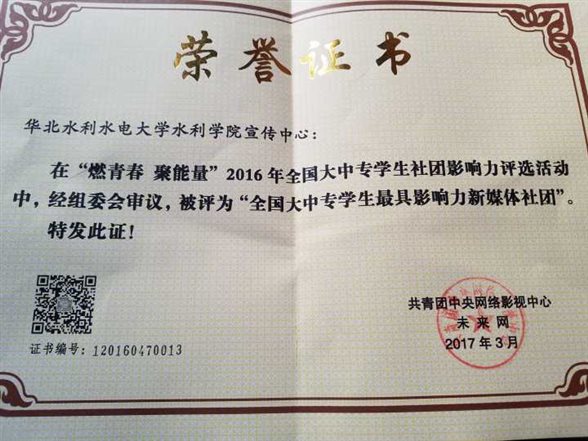 荣誉证书
华北水利水电大学水利学院宣传中心：
在“燃青春 聚能量”2016年全国大中专学生社团影响力评选活动
中，经组委会审议，被评为“全国大中专学生最具影响力新媒体社团”。
特发此证！
共青团中央网络影视中心
未来网
2017年3月
证书编号：120160470013